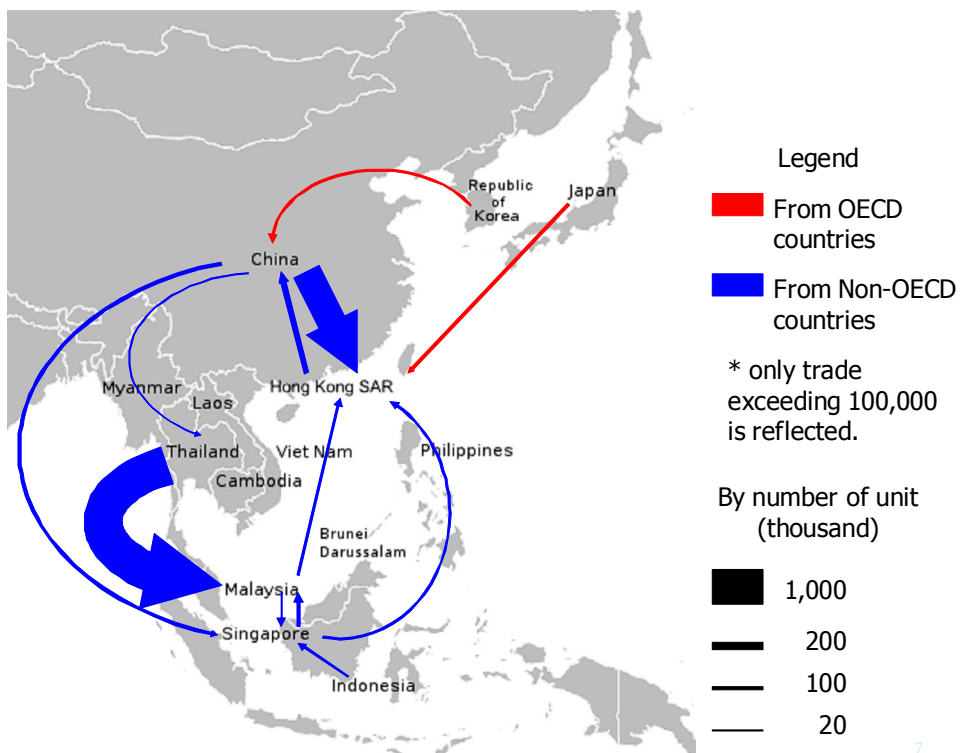 Republic
of
Korea
Japan
China
Hong Kong SAR
Myanmar
Laos
Thailand
Viet Nam
Philippines
Cambodia
Brunei
Darussalam
Malaysia
Singapore
Indonesia
Legend
From OECD
countries
From Non-OECD
countries
* only trade
exceeding 100,000
is reflected.
By number of unit
(thousand)
1,000
200
100
20
7